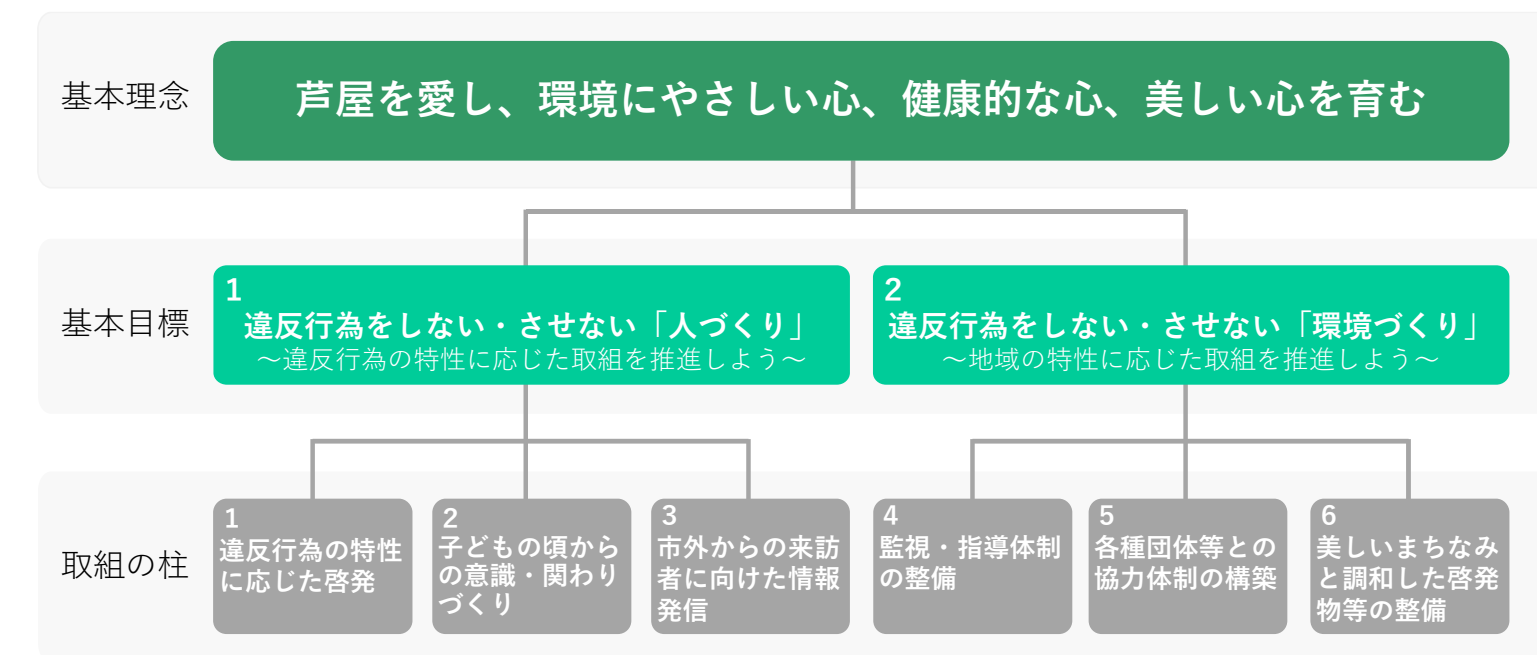 基本理念
芦屋を愛し、環境にやさしい心、健康的な心、美しい心を育む
基本目標
1
違反行為をしない・させない「人づくり」
～違反行為の特性に応じた取組を推進しよう～
2
違反行為をしない・させない「環境づくり」
～地域の特性に応じた取組を推進しよう～
取組の柱
1
違反行為の特性
に応じた啓発
2
子どもの頃から
の意識・関わり
づくり
3
市外からの来訪
者に向けた情報
発信
4
監視・指導体制
の整備
5
各種団体等との
協力体制の構築
6
美しいまちなみ
と調和した啓発
物等の整備